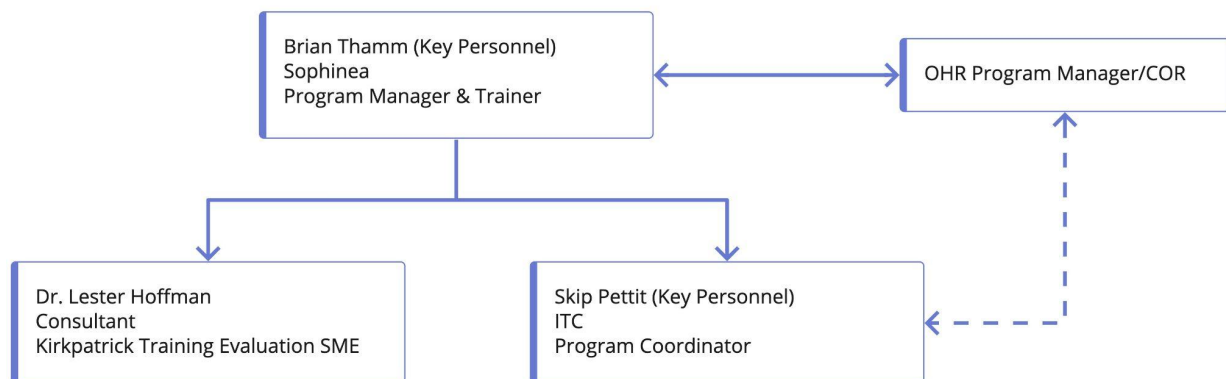 Brian Thamm (Key Personnel)
Sophinea
Program Manager & Trainer
OHR Program Manager/COR
Dr. Lester Hoffman
Consultant
Kirkpatrick Training Evaluation SME
Skip Pettit (Key Personnel)
ITC
Program Coordinator